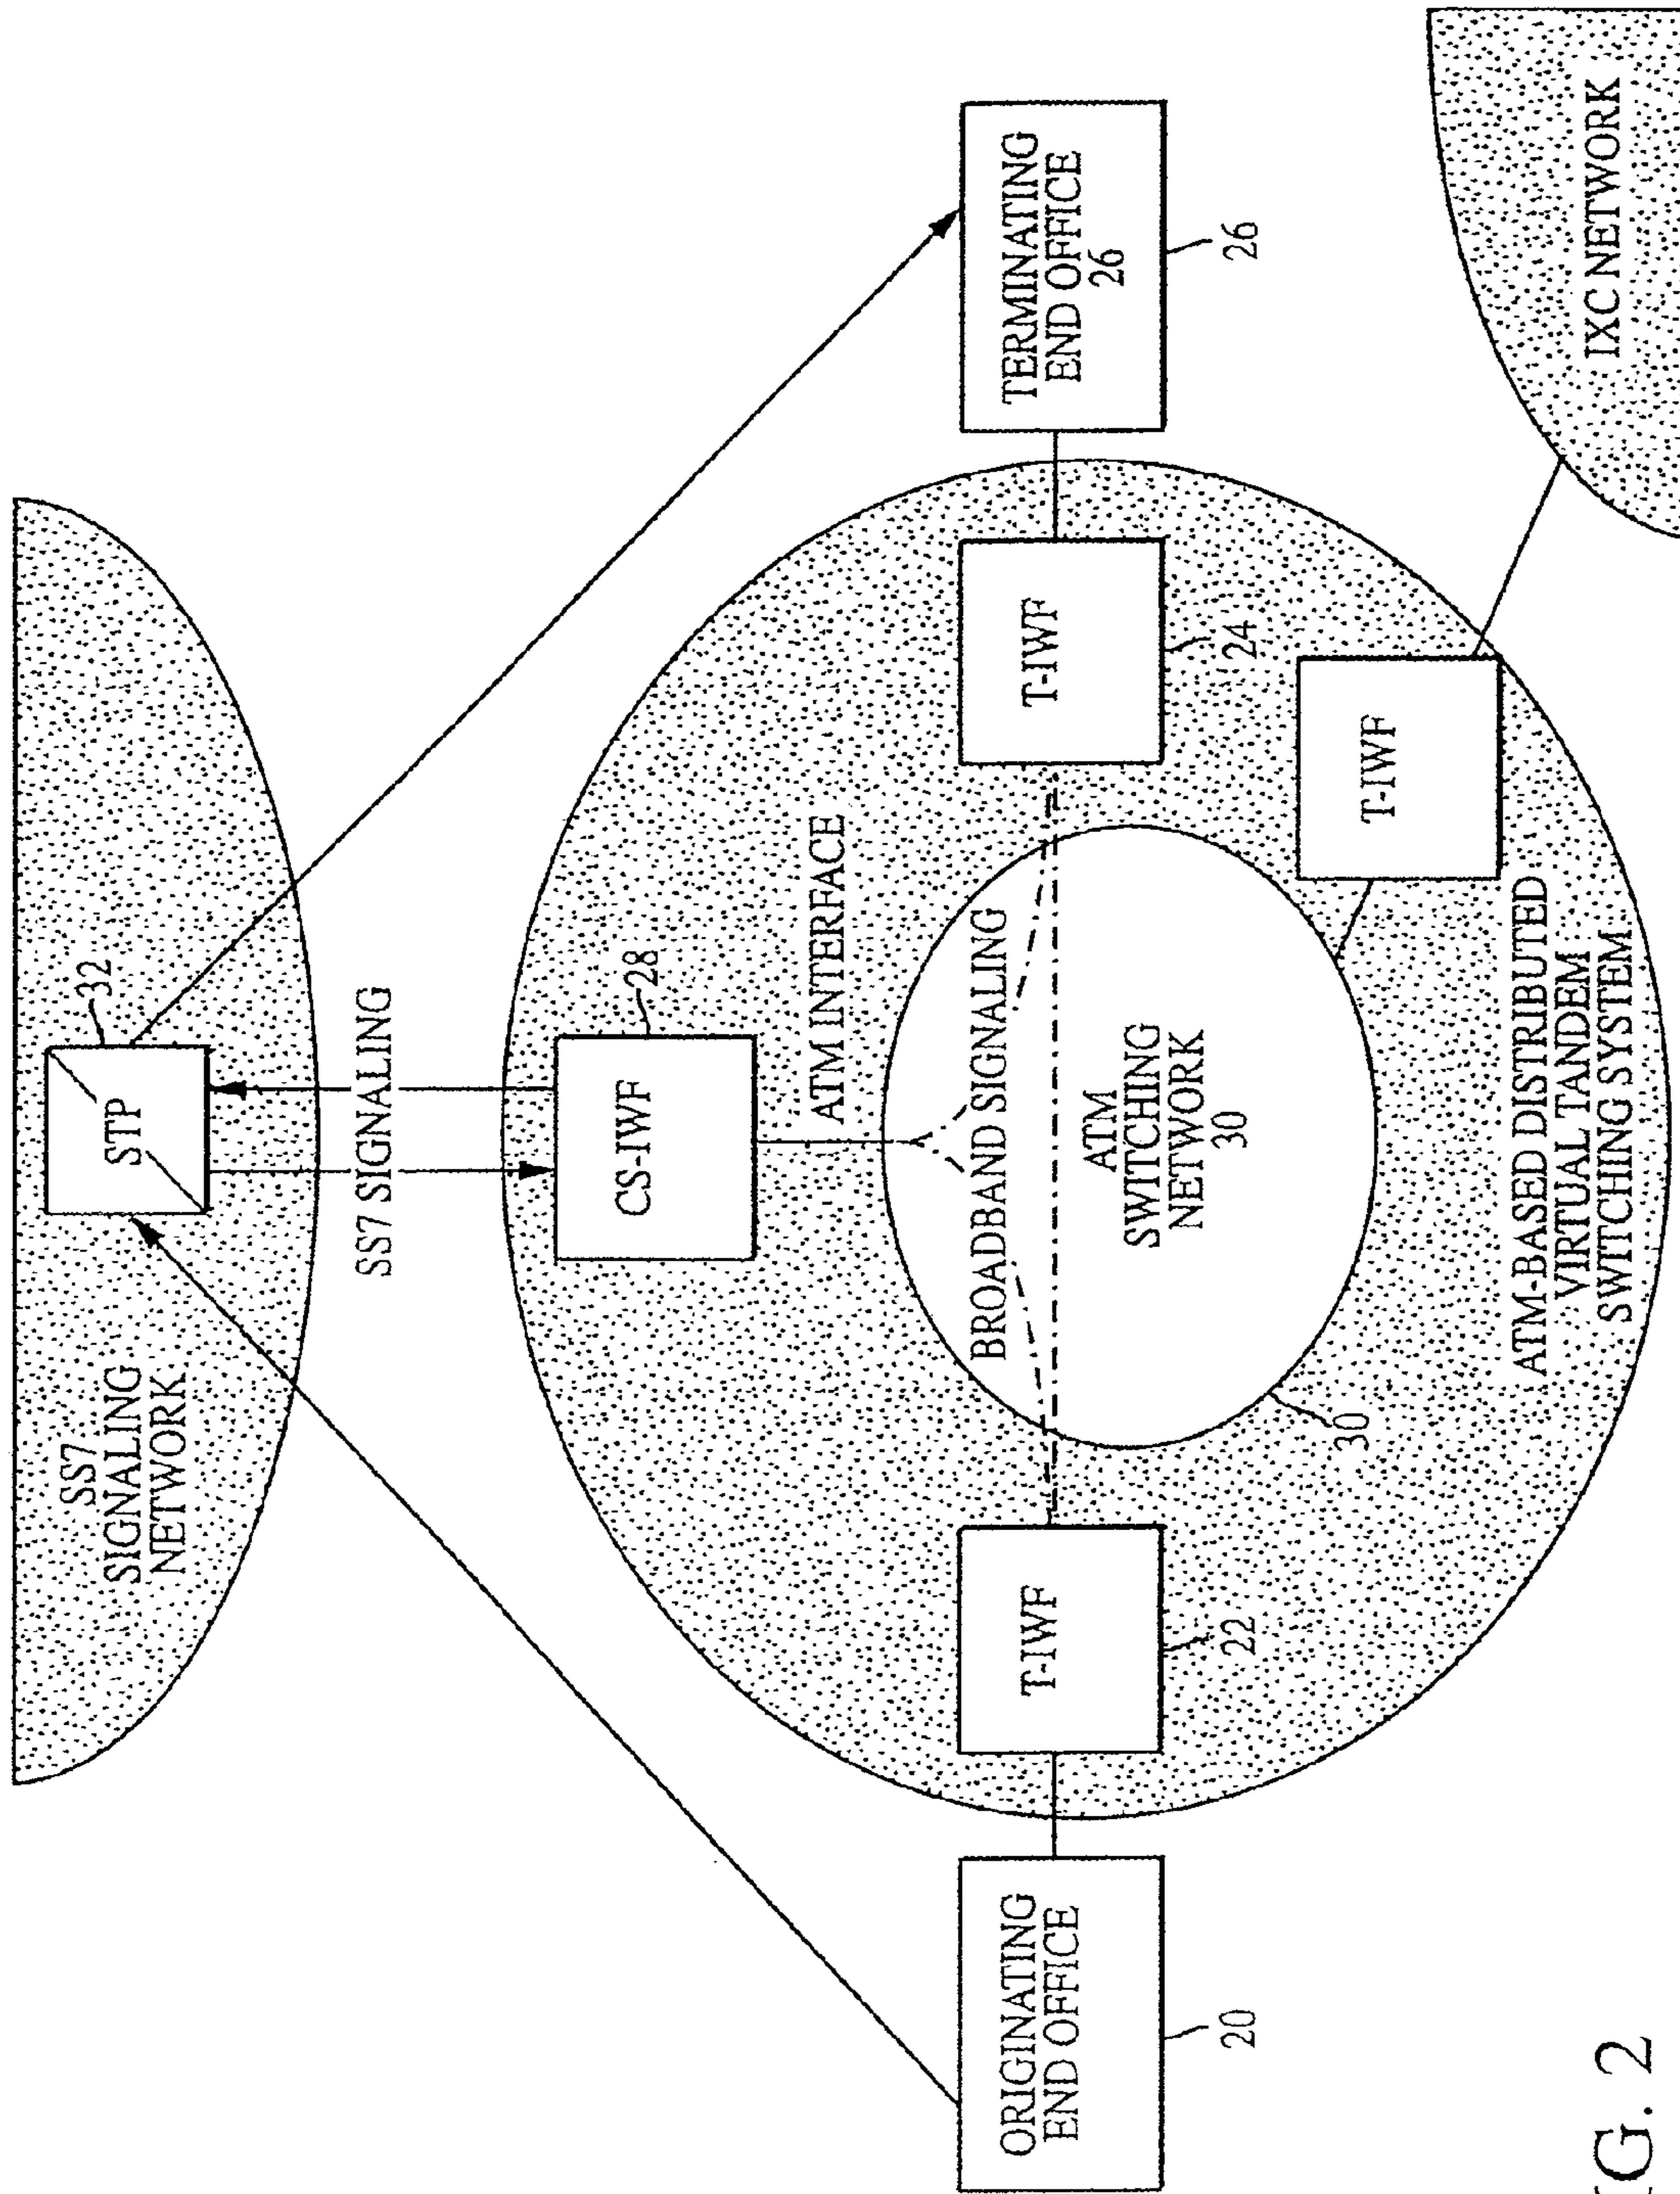 SS7
SIGNALING
NETWORK
STP
32
SS7 SIGNALING
CS-IWF
28
ATM INTERFACE
ORIGINATING
END OFFICE
20
T-IWF
22
BROADBAND SIGNALING
ATM
SWITCHING
NETWORK
30
30
T-IWF
24
TERMINATING
END OFFICE
26
26
T-IWF
ATM-BASED DISTRIBUTED
VIRTUAL TANDEM
SWITCHING SYSTEM
IXC NETWORK
IG. 2